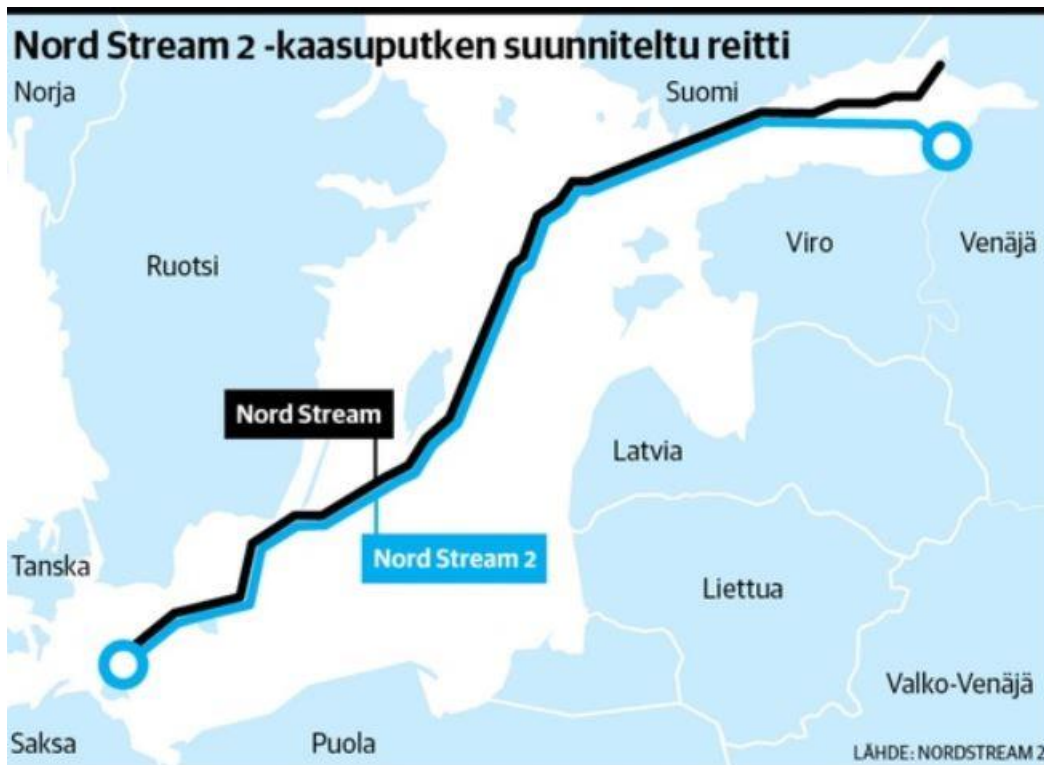 Nord Stream 2 -kaasuputken suunniteltu reitti
Norja
Suomi
Ruotsi
Viro
Venäjä
Nord Stream
Latvia
Nord Stream 2
Tanska
Liettua
Valko-Venäjä
Saksa
Puola
LÄHDE: NORDSTREAM 2